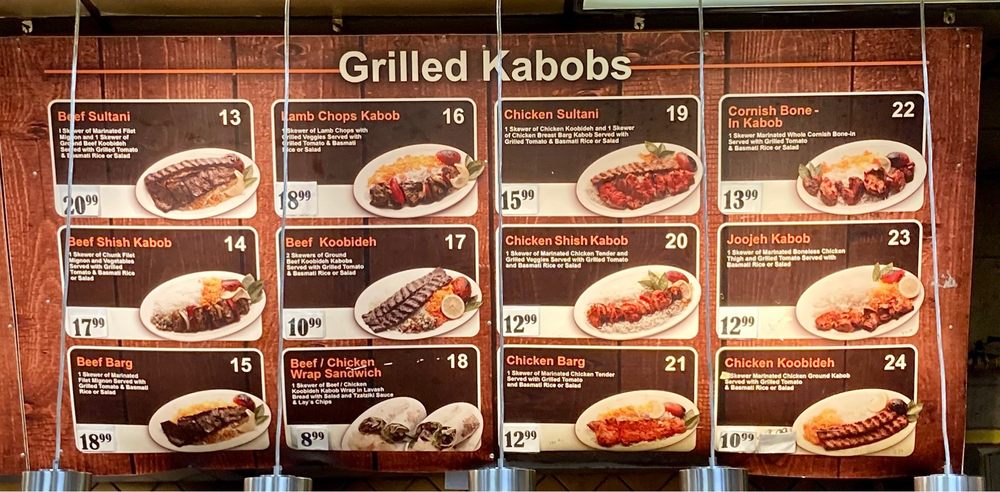 Grilled Kabobs
Beef Sultani 13
1 Skewer of Marinated Filet
Mignon and 1 Skewer of
Ground Beef Koobideh
Served with Grilled Tomato
& Basmati Rice or Salad
20.99
Beef Shish Kabob 14
1 Skewer of Chunk Filet
Mignon and Vegetables
Served with Grilled
Tomato & Basmati Rice
or Salad
17.99
Beef Barg 15
1 Skewer of Marinated
Filet Mignon Served with
Grilled Tomato & Basmati
Rice or Salad
18.99
Lamb Chops Kabob 16
1 Skewer of Lamb Chops with
Grilled Veggies Served with
Grilled Tomato & Basmati
Rice or Salad
18.99
Beef Koobideh 17
2 Skewers of Ground
Beef Koobideh Kabobs
Served with Grilled Tomato
& Basmati Rice or Salad
10.99
Beef / Chicken 18
Wrap Sandwich
1 Skewer of Beef / Chicken
Koobideh Kabob Wrap in Lavash
Bread with Salad and Tzatziki Sauce
& Lay's Chips
8.99
Chicken Sultani 19
1 Skewer of Chicken Koobideh and 1 Skewer
of Chicken Breast Barg Kabob Served with
Grilled Tomato & Basmati Rice or Salad
15.99
Chicken Shish Kabob 20
1 Skewer of Marinated Chicken Tender and
Grilled Veggies Served with Grilled Tomato
and Basmati Rice or Salad
12.99
Chicken Barg 21
1 Skewer of Marinated Chicken Tender
Served with Grilled Tomato
and Basmati Rice or Salad
12.99
Cornish Bone - 22
In Kabob
1 Skewer Marinated Whole Cornish Bone-in
Served with Grilled Tomato
& Basmati Rice or Salad
13.99
Joojeh Kabob 23
1 Skewer of Marinated Boneless Chicken
Thigh and Grilled Tomato Served with
Basmati Rice or Salad
12.99
Chicken Koobideh 24
Skewer Marinated Chicken Ground Kabob
Served with Grilled Tomato
& Basmati Rice or Salad
10.99